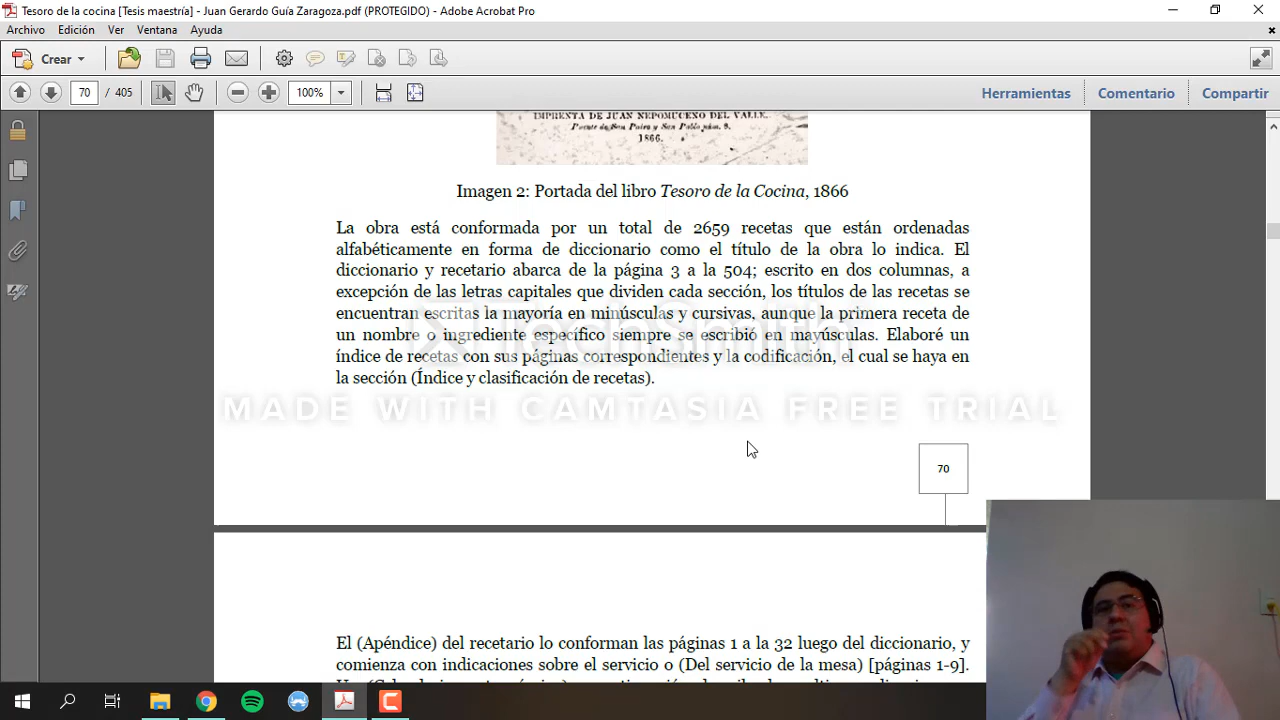 Tesoro de la cocina [Tesis maestría] - Juan Gerardo Guía Zaragoza.pdf (PROTEGIDO) - Adobe Acrobat Pro
Archivo Edición Ver Ventana Ayuda
Crear
70 / 405 100% Herramientas Comentario Compartir
IMPRENTA DE JUAN NEPOMUCENO DEL VALLE.
Puente de San Pedro y San Pablo núm. 9.
1866.
Imagen 2: Portada del libro Tesoro de la Cocina, 1866
La obra está conformada por un total de 2659 recetas que están ordenadas
alfabéticamente en forma de diccionario como el título de la obra lo indica. El
diccionario y recetario abarca de la página 3 a la 504; escrito en dos columnas, a
excepción de las letras capitales que dividen cada sección, los títulos de las recetas se
encuentran escritas la mayoría en minúsculas y cursivas, aunque la primera receta de
un nombre o ingrediente específico siempre se escribió en mayúsculas. Elaboré un
índice de recetas con sus páginas correspondientes y la codificación, el cual se haya en
la sección (Índice y clasificación de recetas).
TechSmith
MADE WITH CAMTASIA FREE TRIAL
70
El (Apéndice) del recetario lo conforman las páginas 1 a la 32 luego del diccionario, y
comienza con indicaciones sobre el servicio o (Del servicio de la mesa) [páginas 1-9].